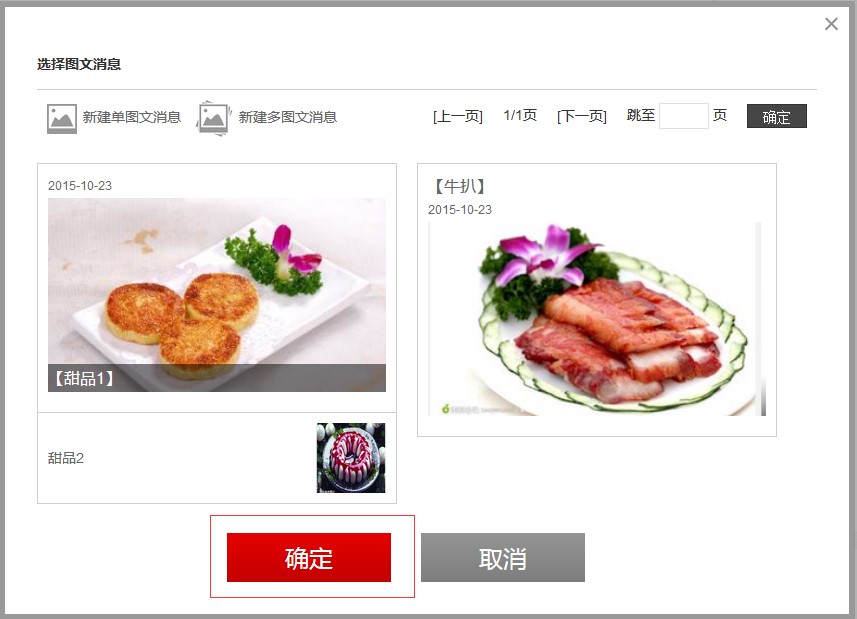 选择图文消息
新建单图文消息 新建多图文消息 [上一页] 1/1页 [下一页] 跳至 页 确定
2015-10-23
【甜品1】
甜品2
【牛扒】
2015-10-23
确定 取消